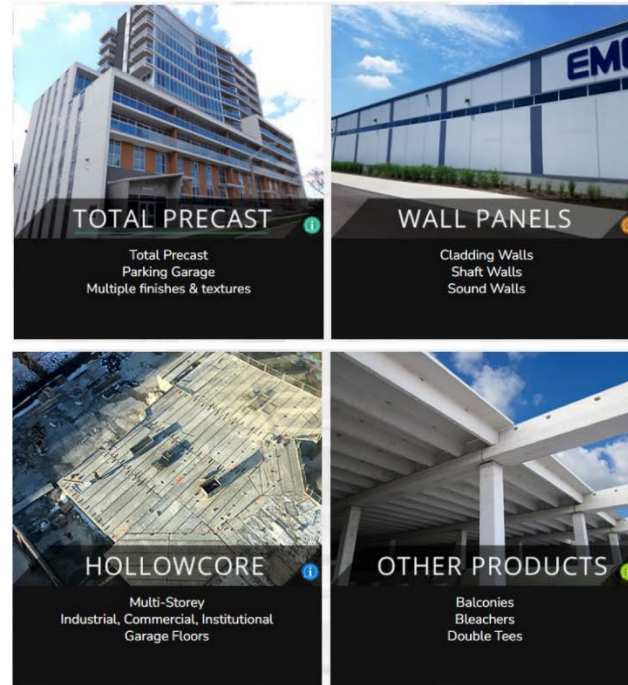 EM
TOTAL PRECAST
Total Precast
Parking Garage
Multiple finishes & textures
WALL PANELS
Cladding Walls
Shaft Walls
Sound Walls
HOLLOWCORE
Multi-Storey
Industrial, Commercial, Institutional
Garage Floors
OTHER PRODUCTS
Balconies
Bleachers
Double Tees